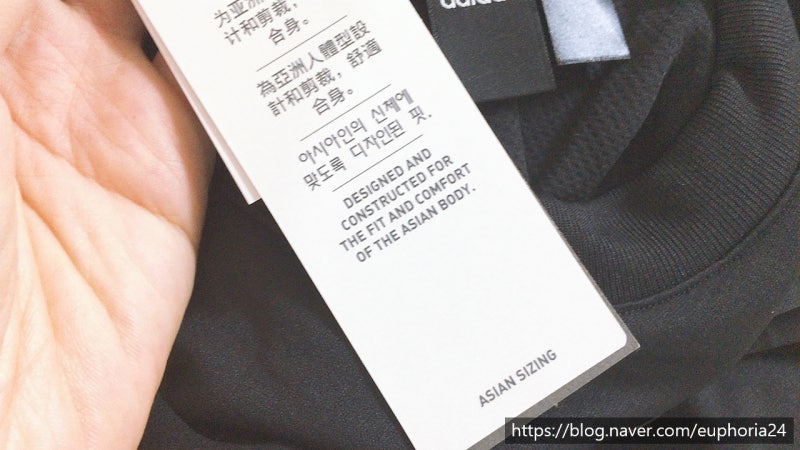 为亚洲
计和剪裁,
合身。
為亞洲人體型設
計和剪裁，舒適
合身。
아시아인의 신체에
맞도록 디자인된 핏.
DESIGNED AND
CONSTRUCTED FOR
THE FIT AND COMFORT
OF THE ASIAN BODY.
ASIAN SIZING
adidas
https://blog.naver.com/euphoria24